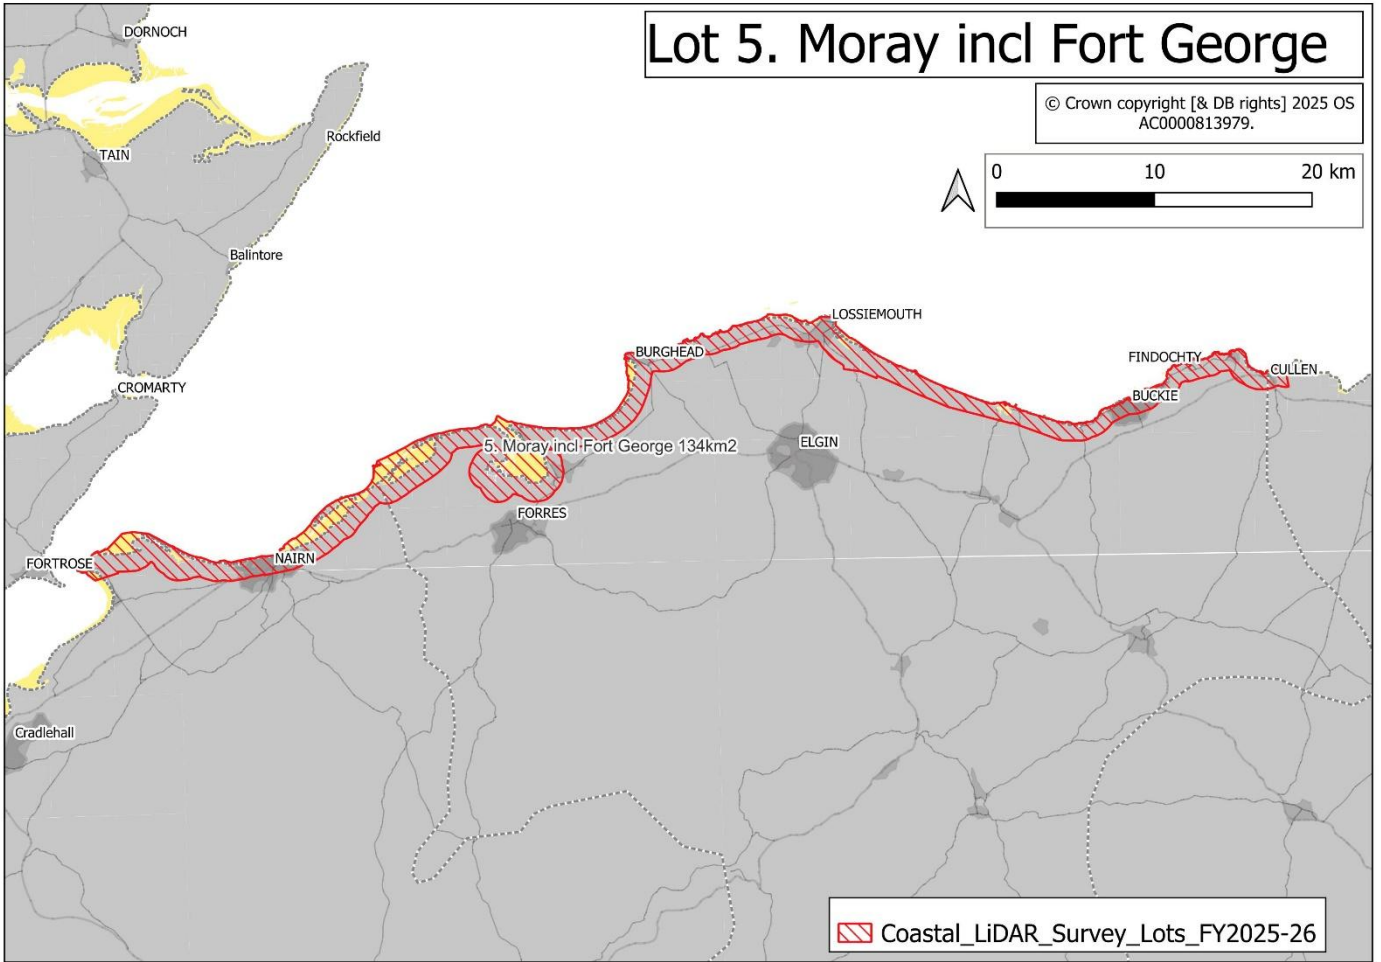 Lot 5. Moray incl Fort George
© Crown copyright [& DB rights] 2025 OS
AC0000813979.
0 10 20 km
DORNOCH
Rockfield
TAIN
Balintore
LOSSIEMOUTH
BURGHEAD
FINDOCHTY
CULLEN
CROMARTY
BUCKIE
ELGIN
5. Moray incl Fort George 134km2
FORRES
NAIRN
FORTROSE
Cradlehall
Coastal_LiDAR_Survey_Lots_FY2025-26